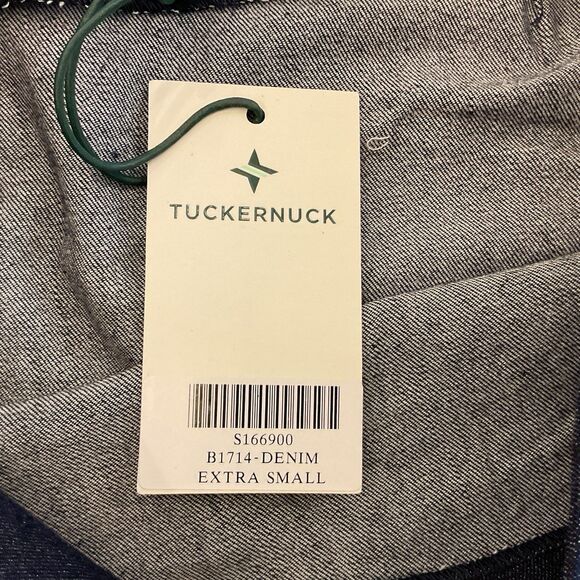 TUCKERNUCK
S166900
B1714-DENIM
EXTRA SMALL